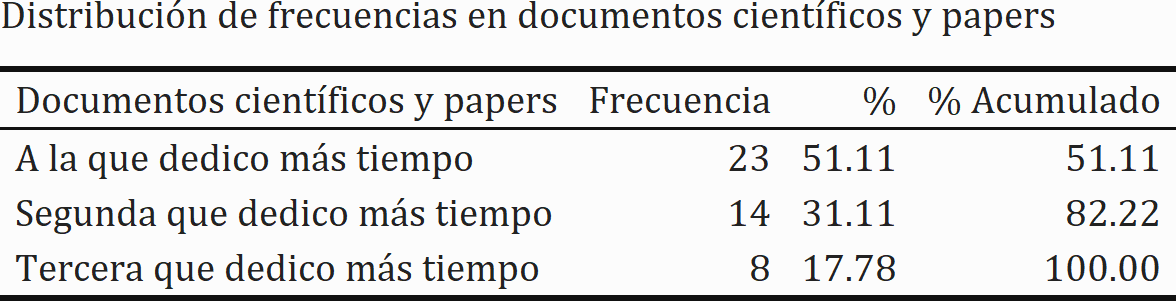 Distribución de frecuencias en documentos científicos y papers
Documentos científicos y papers Frecuencia % % Acumulado
A la que dedico más tiempo 23 51.11 51.11
Segunda que dedico más tiempo 14 31.11 82.22
Tercera que dedico más tiempo 8 17.78 100.00